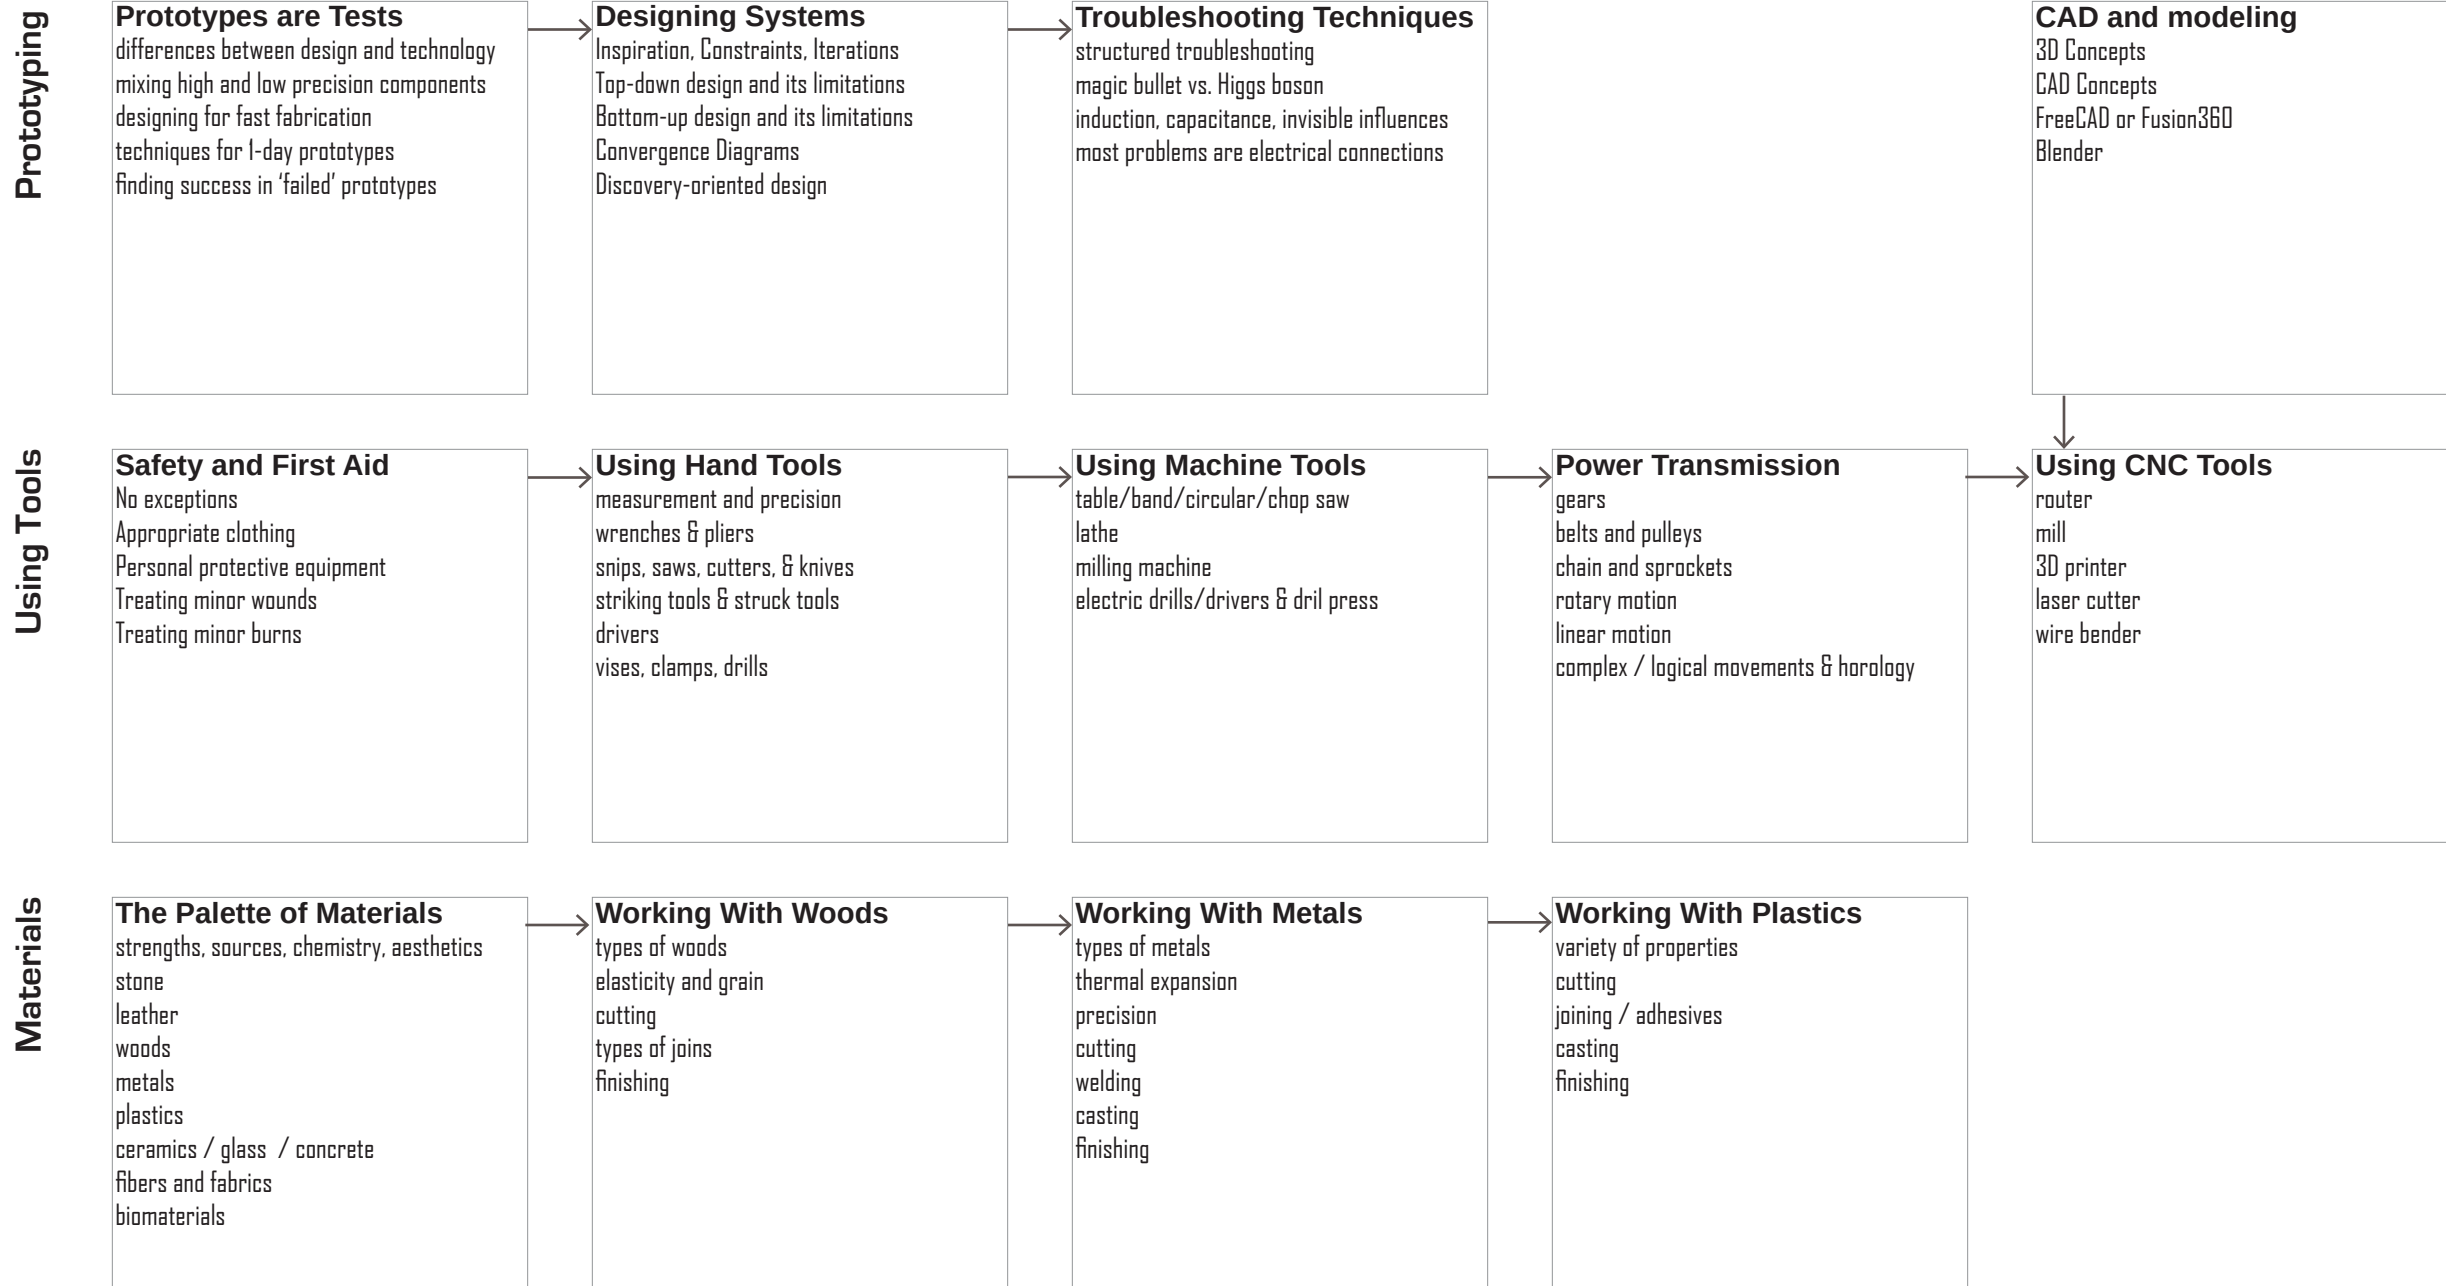 Prototyping
Prototypes are Tests
differences between design and technology
mixing high and low precision components
designing for fast fabrication
techniques for 1-day prototypes
finding success in ‘failed’ prototypes
Designing Systems
Inspiration, Constraints, Iterations
Top-down design and its limitations
Bottom-up design and its limitations
Convergence Diagrams
Discovery-oriented design
Troubleshooting Techniques
structured troubleshooting
magic bullet vs. Higgs boson
induction, capacitance, invisible influences
most problems are electrical connections
CAD and modeling
3D Concepts
CAD Concepts
FreeCAD or Fusion360
Blender
Using Tools
Safety and First Aid
No exceptions
Appropriate clothing
Personal protective equipment
Treating minor wounds
Treating minor burns
Using Hand Tools
measurement and precision
wrenches & pliers
snips, saws, cutters, & knives
striking tools & struck tools
drivers
vises, clamps, drills
Using Machine Tools
table/band/circular/chop saw
lathe
milling machine
electric drills/drivers & dril press
Power Transmission
gears
belts and pulleys
chain and sprockets
rotary motion
linear motion
complex / logical movements & horology
Using CNC Tools
router
mill
3D printer
laser cutter
wire bender
Materials
The Palette of Materials
strengths, sources, chemistry, aesthetics
stone
leather
woods
metals
plastics
ceramics / glass / concrete
fibers and fabrics
biomaterials
Working With Woods
types of woods
elasticity and grain
cutting
types of joins
finishing
Working With Metals
types of metals
thermal expansion
precision
cutting
welding
casting
finishing
Working With Plastics
variety of properties
cutting
joining / adhesives
casting
finishing